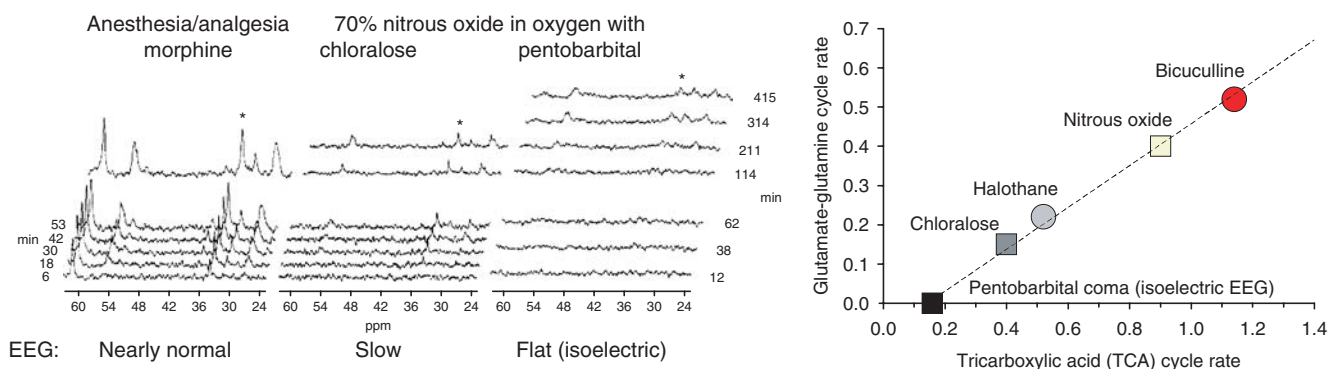 Anesthesia/analgesia 70% nitrous oxide in oxygen with
morphine chloralose pentobarbital
*
*
*
415
314
211
114
min
53
min 42
30
18
6
62
38
12
60 54 48 42 36 30 24
60 54 48 42 36 30 24
60 54 48 42 36 30 24
ppm
EEG: Nearly normal Slow Flat (isoelectric)
Glutamate-glutamine cycle rate
0.7
0.6
0.5
0.4
0.3
0.2
0.1
0.0
Bicuculline
Nitrous oxide
Halothane
Chloralose
Pentobarbital coma (isoelectric EEG)
0.0 0.2 0.4 0.6 0.8 1.0 1.2 1.4
Tricarboxylic acid (TCA) cycle rate